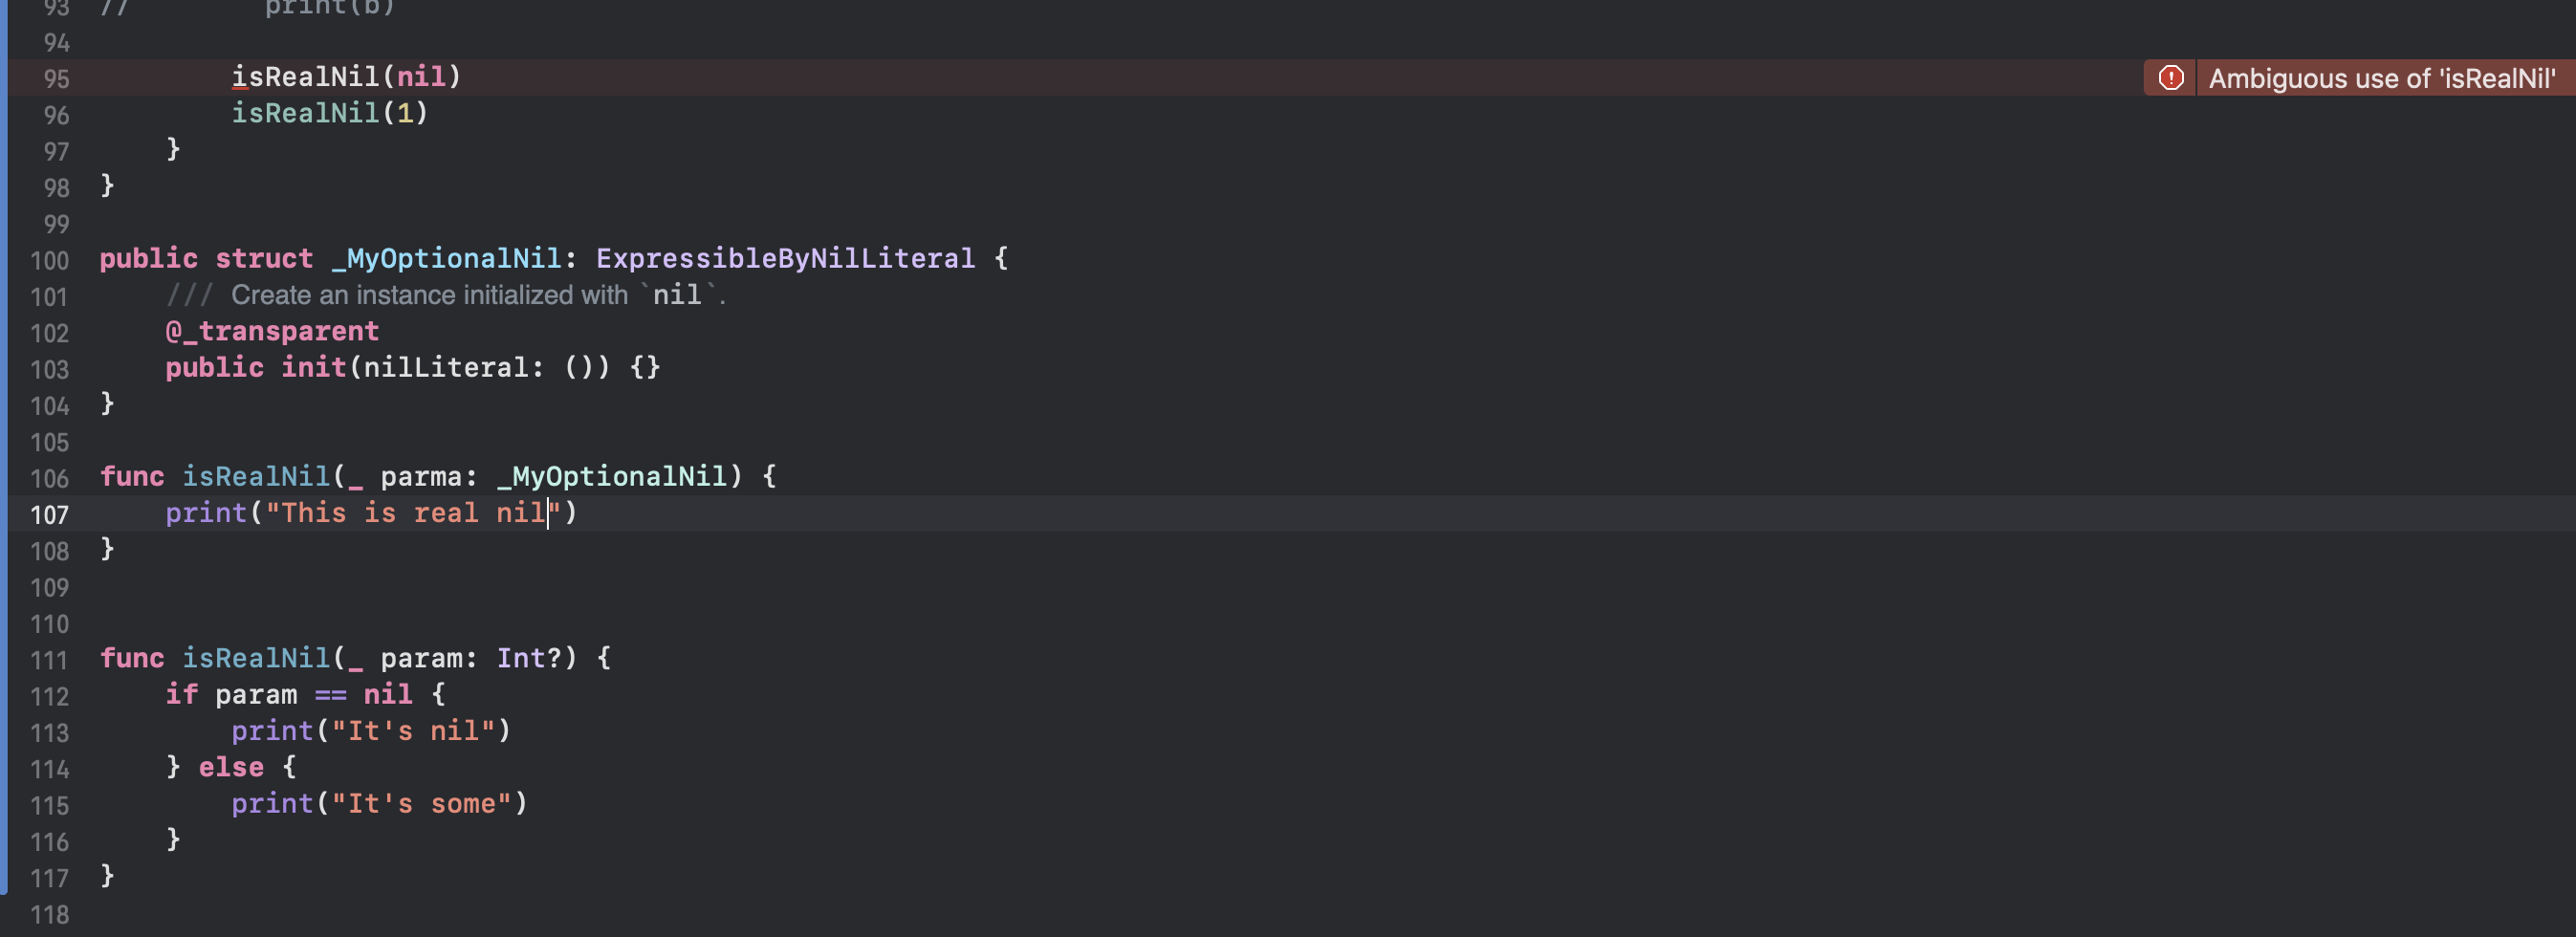 93 //        print(b)
94
95         isRealNil(nil) Ambiguous use of 'isRealNil'
96         isRealNil(1)
97     }
98 }
99
100 public struct _MyOptionalNil: ExpressibleByNilLiteral {
101     /// Create an instance initialized with `nil`.
102     @_transparent
103     public init(nilLiteral: ()) {}
104 }
105
106 func isRealNil(_ parma: _MyOptionalNil) {
107     print("This is real nil")
108 }
109
110
111 func isRealNil(_ param: Int?) {
112     if param == nil {
113         print("It's nil")
114     } else {
115         print("It's some")
116     }
117 }
118